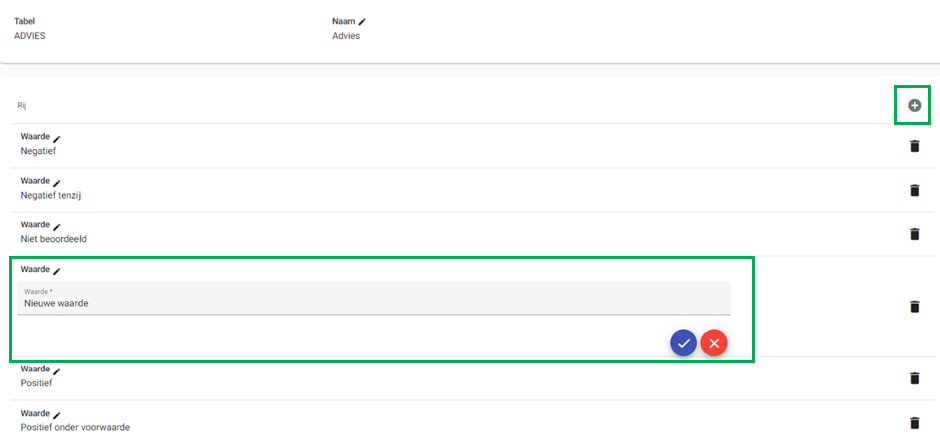 Tabel
ADVIES
Naam
Advies
Rij
Waarde
Negatief
Waarde
Negatief tenzij
Waarde
Niet beoordeeld
Waarde
Waarde *
Nieuwe waarde
Waarde
Positief
Waarde
Positief onder voorwaarde